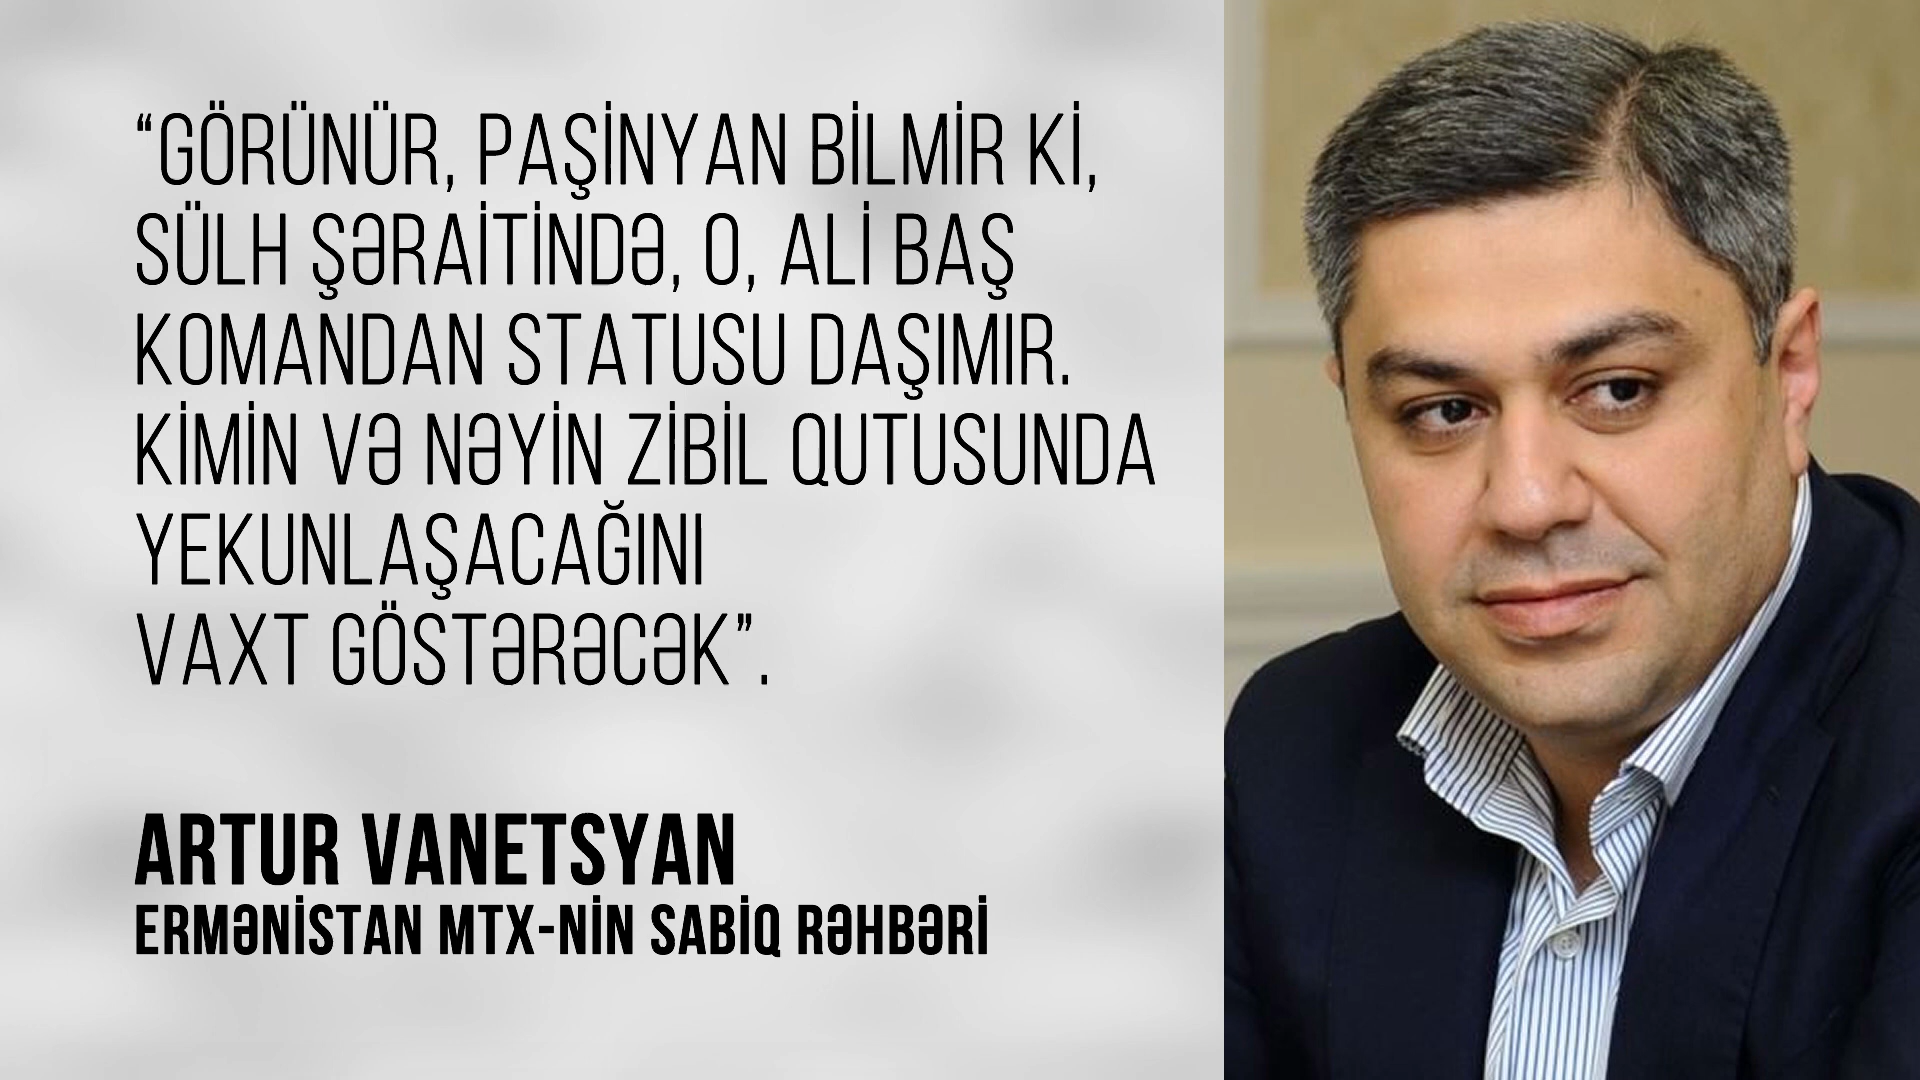 “GÖRÜNÜR, PAŞİNYAN BİLMİR Kİ,
SÜLH ŞƏRAİTİNDƏ, O, ALİ BAŞ
KOMANDAN STATUSU DAŞIMIR.
KİMİN VƏ NƏYİN ZİBİL QUTUSUNDA
YEKUNLAŞACAĞINI
VAXT GÖSTƏRƏCƏK”.
ARTUR VANETSYAN
ERMƏNİSTAN MTX-NİN SABİQ RƏHBƏRİ